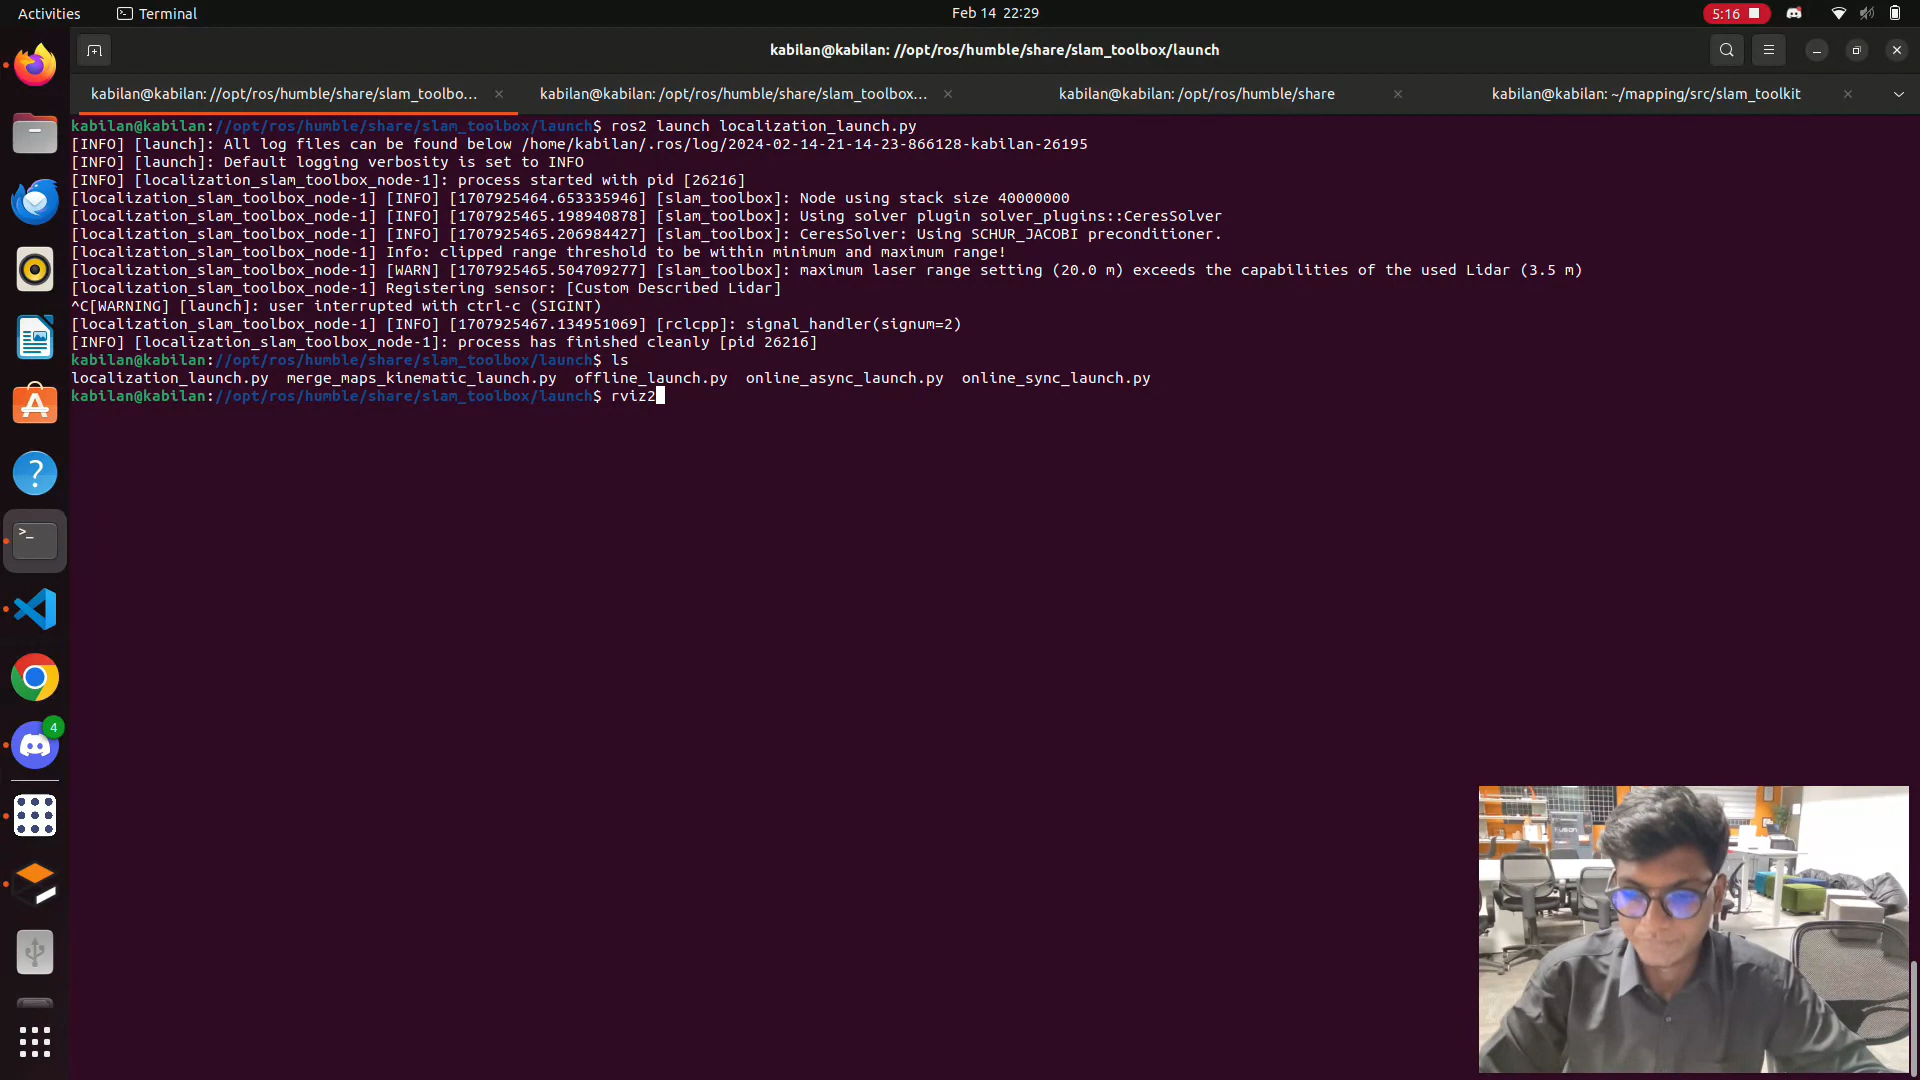 Activities Terminal Feb 14 22:29 5:16
kabilan@kabilan: //opt/ros/humble/share/slam_toolbox/launch
kabilan@kabilan: //opt/ros/humble/share/slam_toolbo... kabilan@kabilan: /opt/ros/humble/share/slam_toolbox... kabilan@kabilan: /opt/ros/humble/share kabilan@kabilan: ~/mapping/src/slam_toolkit
kabilan@kabilan://opt/ros/humble/share/slam_toolbox/launch$ ros2 launch localization_launch.py
[INFO] [launch]: All log files can be found below /home/kabilan/.ros/log/2024-02-14-21-14-23-866128-kabilan-26195
[INFO] [launch]: Default logging verbosity is set to INFO
[INFO] [localization_slam_toolbox_node-1]: process started with pid [26216]
[localization_slam_toolbox_node-1] [INFO] [1707925464.653335946] [slam_toolbox]: Node using stack size 40000000
[localization_slam_toolbox_node-1] [INFO] [1707925465.198940878] [slam_toolbox]: Using solver plugin solver_plugins::CeresSolver
[localization_slam_toolbox_node-1] [INFO] [1707925465.206984427] [slam_toolbox]: CeresSolver: Using SCHUR_JACOBI preconditioner.
[localization_slam_toolbox_node-1] Info: clipped range threshold to be within minimum and maximum range!
[localization_slam_toolbox_node-1] [WARN] [1707925465.504709277] [slam_toolbox]: maximum laser range setting (20.0 m) exceeds the capabilities of the used Lidar (3.5 m)
[localization_slam_toolbox_node-1] Registering sensor: [Custom Described Lidar]
^C[WARNING] [launch]: user interrupted with ctrl-c (SIGINT)
[localization_slam_toolbox_node-1] [INFO] [1707925467.134951069] [rclcpp]: signal_handler(signum=2)
[INFO] [localization_slam_toolbox_node-1]: process has finished cleanly [pid 26216]
kabilan@kabilan://opt/ros/humble/share/slam_toolbox/launch$ ls
localization_launch.py merge_maps_kinematic_launch.py offline_launch.py online_async_launch.py online_sync_launch.py
kabilan@kabilan://opt/ros/humble/share/slam_toolbox/launch$ rviz2
4